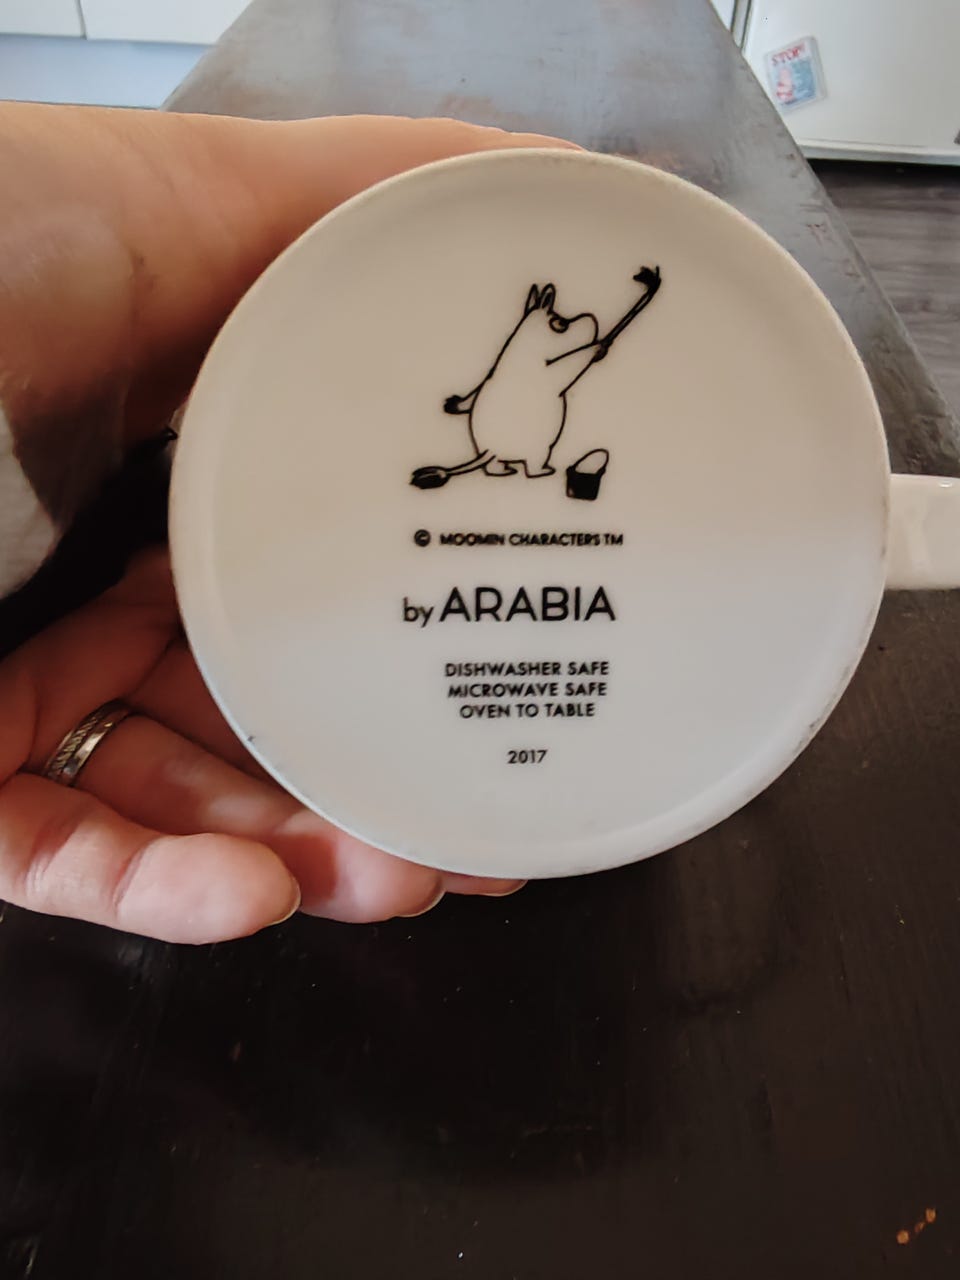 STOP!
© MOOMIN CHARACTERS TM
by ARABIA
DISHWASHER SAFE
MICROWAVE SAFE
OVEN TO TABLE
2017